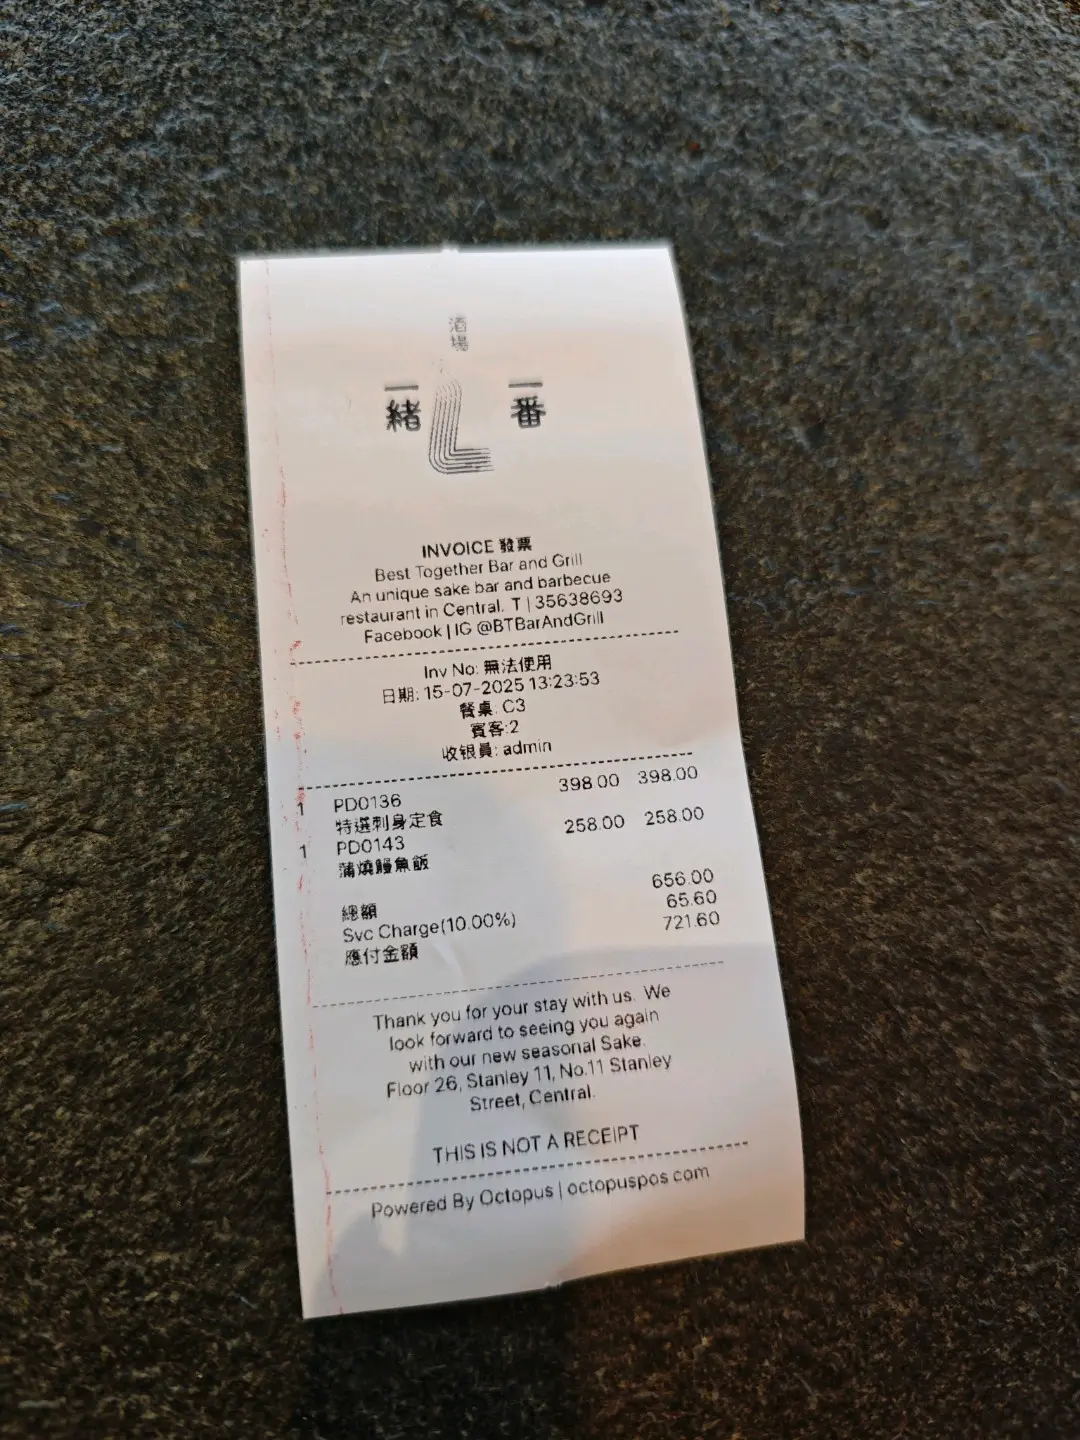 酒場
一緒 一番
INVOICE 發票
Best Together Bar and Grill
An unique sake bar and barbecue
restaurant in Central. T | 35638693
Facebook | IG @BTBarAndGrill
Inv No: 無法使用
日期: 15-07-2025 13:23:53
餐桌: C3
賓客:2
收银員: admin
1 PD0136 398.00 398.00
特選刺身定食
1 PD0143 258.00 258.00
蒲燒鰻魚飯
總額 656.00
Svc Charge(10.00%) 65.60
應付金額 721.60
Thank you for your stay with us. We
look forward to seeing you again
with our new seasonal Sake.
Floor 26, Stanley 11, No.11 Stanley
Street, Central.
THIS IS NOT A RECEIPT
Powered By Octopus | octopuspos.com